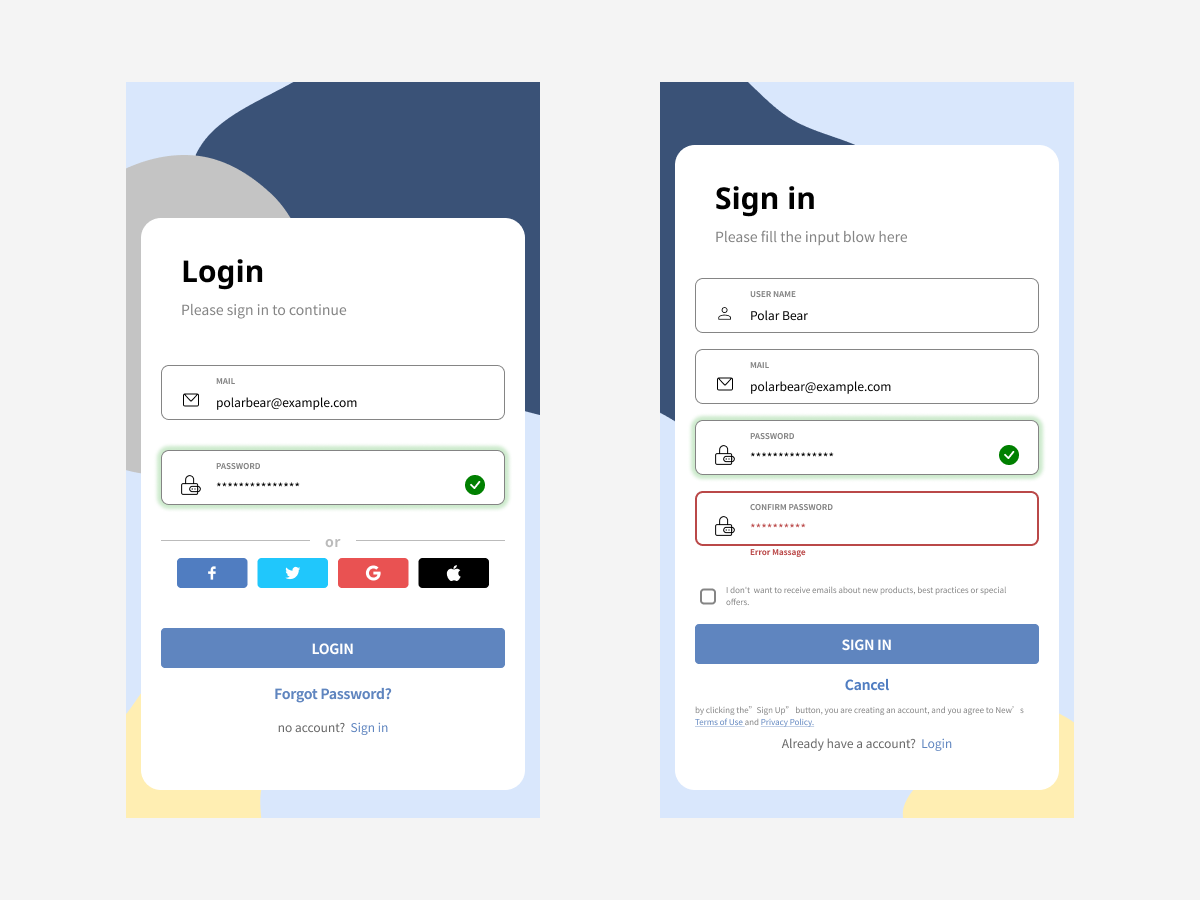 Login
Please sign in to continue
MAIL
polarbear@example.com
PASSWORD
***************
or
LOGIN
Forgot Password?
no account? Sign in
Sign in
Please fill the input blow here
USER NAME
Polar Bear
MAIL
polarbear@example.com
PASSWORD
***************
CONFIRM PASSWORD
**********
Error Massage
I don't want to receive emails about new products, best practices or special
offers.
SIGN IN
Cancel
by clicking the” Sign Up” button, you are creating an account, and you agree to New’ s
Terms of Use and Privacy Policy.
Already have a account? Login